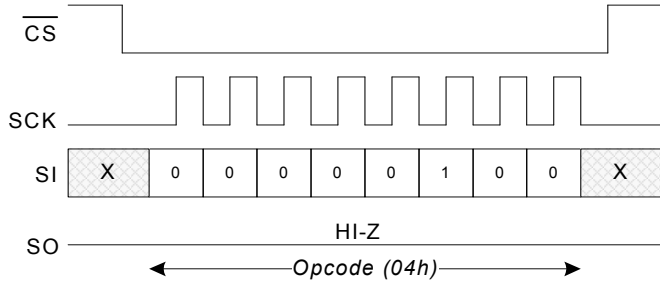 CS
SCK
SI X 0 0 0 0 0 1 0 0 X
SO HI-Z
Opcode (04h)